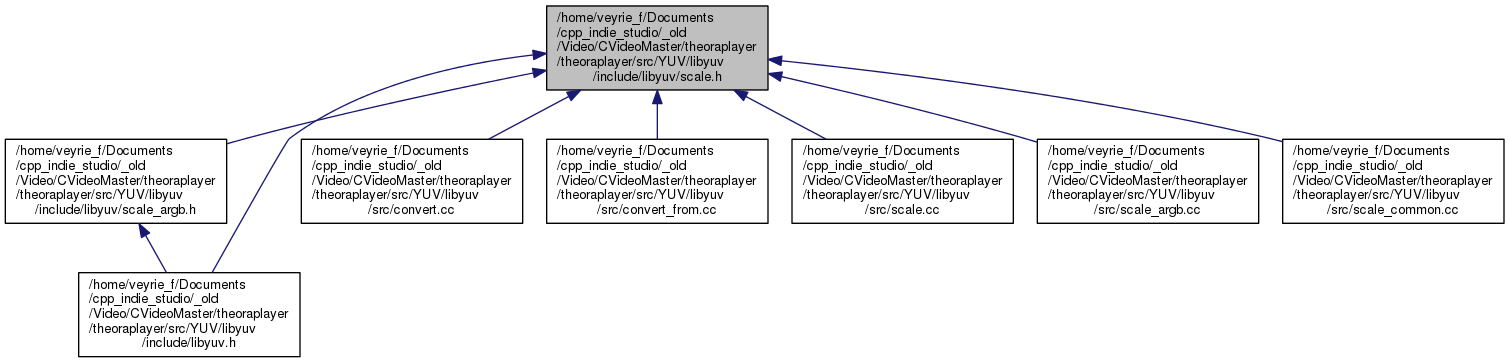 /home/veyrie_f/Documents
/cpp_indie_studio/_old
/Video/CVideoMaster/theoraplayer
/theoraplayer/src/YUV/libyuv
/include/libyuv/scale.h
/home/veyrie_f/Documents
/cpp_indie_studio/_old
/Video/CVideoMaster/theoraplayer
/theoraplayer/src/YUV/libyuv
/include/libyuv/scale_argb.h
/home/veyrie_f/Documents
/cpp_indie_studio/_old
/Video/CVideoMaster/theoraplayer
/theoraplayer/src/YUV/libyuv
/src/convert.cc
/home/veyrie_f/Documents
/cpp_indie_studio/_old
/Video/CVideoMaster/theoraplayer
/theoraplayer/src/YUV/libyuv
/src/convert_from.cc
/home/veyrie_f/Documents
/cpp_indie_studio/_old
/Video/CVideoMaster/theoraplayer
/theoraplayer/src/YUV/libyuv
/src/scale.cc
/home/veyrie_f/Documents
/cpp_indie_studio/_old
/Video/CVideoMaster/theoraplayer
/theoraplayer/src/YUV/libyuv
/src/scale_argb.cc
/home/veyrie_f/Documents
/cpp_indie_studio/_old
/Video/CVideoMaster/theoraplayer
/theoraplayer/src/YUV/libyuv
/src/scale_common.cc
/home/veyrie_f/Documents
/cpp_indie_studio/_old
/Video/CVideoMaster/theoraplayer
/theoraplayer/src/YUV/libyuv
/include/libyuv.h